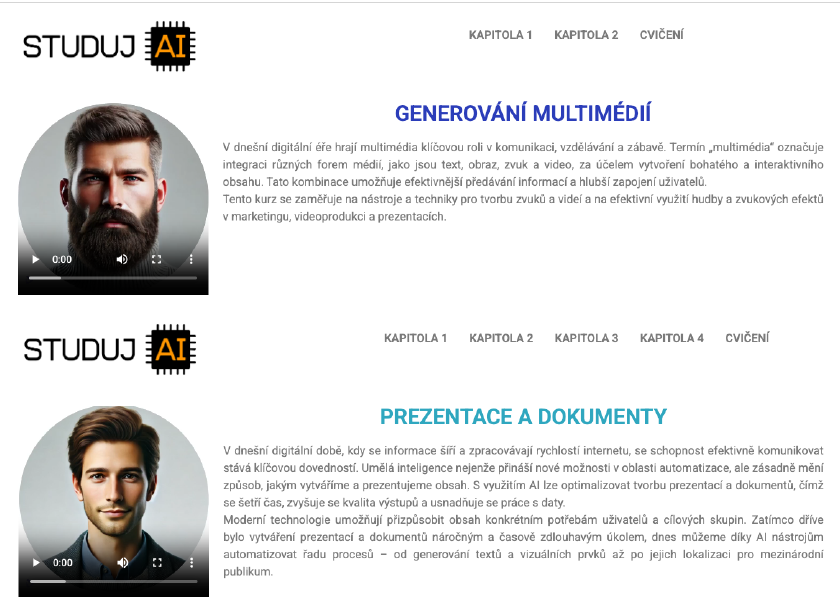 STUDUJ AI
KAPITOLA 1 KAPITOLA 2 CVIČENÍ
GENEROVÁNÍ MULTIMÉDIÍ
V dnešní digitální éře hrají multimédia klíčovou roli v komunikaci, vzdělávání a zábavě. Termín „multimédia“ označuje
integraci různých forem médií, jako jsou text, obraz, zvuk a video, za účelem vytvoření bohatého a interaktivního
obsahu. Tato kombinace umožňuje efektivnější předávání informací a hlubší zapojení uživatelů.
Tento kurz se zaměřuje na nástroje a techniky pro tvorbu zvuků a videí a na efektivní využití hudby a zvukových efektů
v marketingu, videoprodukci a prezentacích.
0:00
STUDUJ AI
KAPITOLA 1 KAPITOLA 2 KAPITOLA 3 KAPITOLA 4 CVIČENÍ
PREZENTACE A DOKUMENTY
V dnešní digitální době, kdy se informace šíří a zpracovávají rychlostí internetu, se schopnost efektivně komunikovat
stává klíčovou dovedností. Umělá inteligence nejenže přináší nové možnosti v oblasti automatizace, ale zásadně mění
způsob, jakým vytváříme a prezentujeme obsah. S využitím AI lze optimalizovat tvorbu prezentací a dokumentů, čímž
se šetří čas, zvyšuje se kvalita výstupů a usnadňuje se práce s daty.
Moderní technologie umožňují přizpůsobit obsah konkrétním potřebám uživatelů a cílových skupin. Zatímco dříve
bylo vytváření prezentací a dokumentů náročným a časově zdlouhavým úkolem, dnes můžeme díky AI nástrojům
automatizovat řadu procesů – od generování textů a vizuálních prvků až po jejich lokalizaci pro mezinárodní
publikum.
0:00